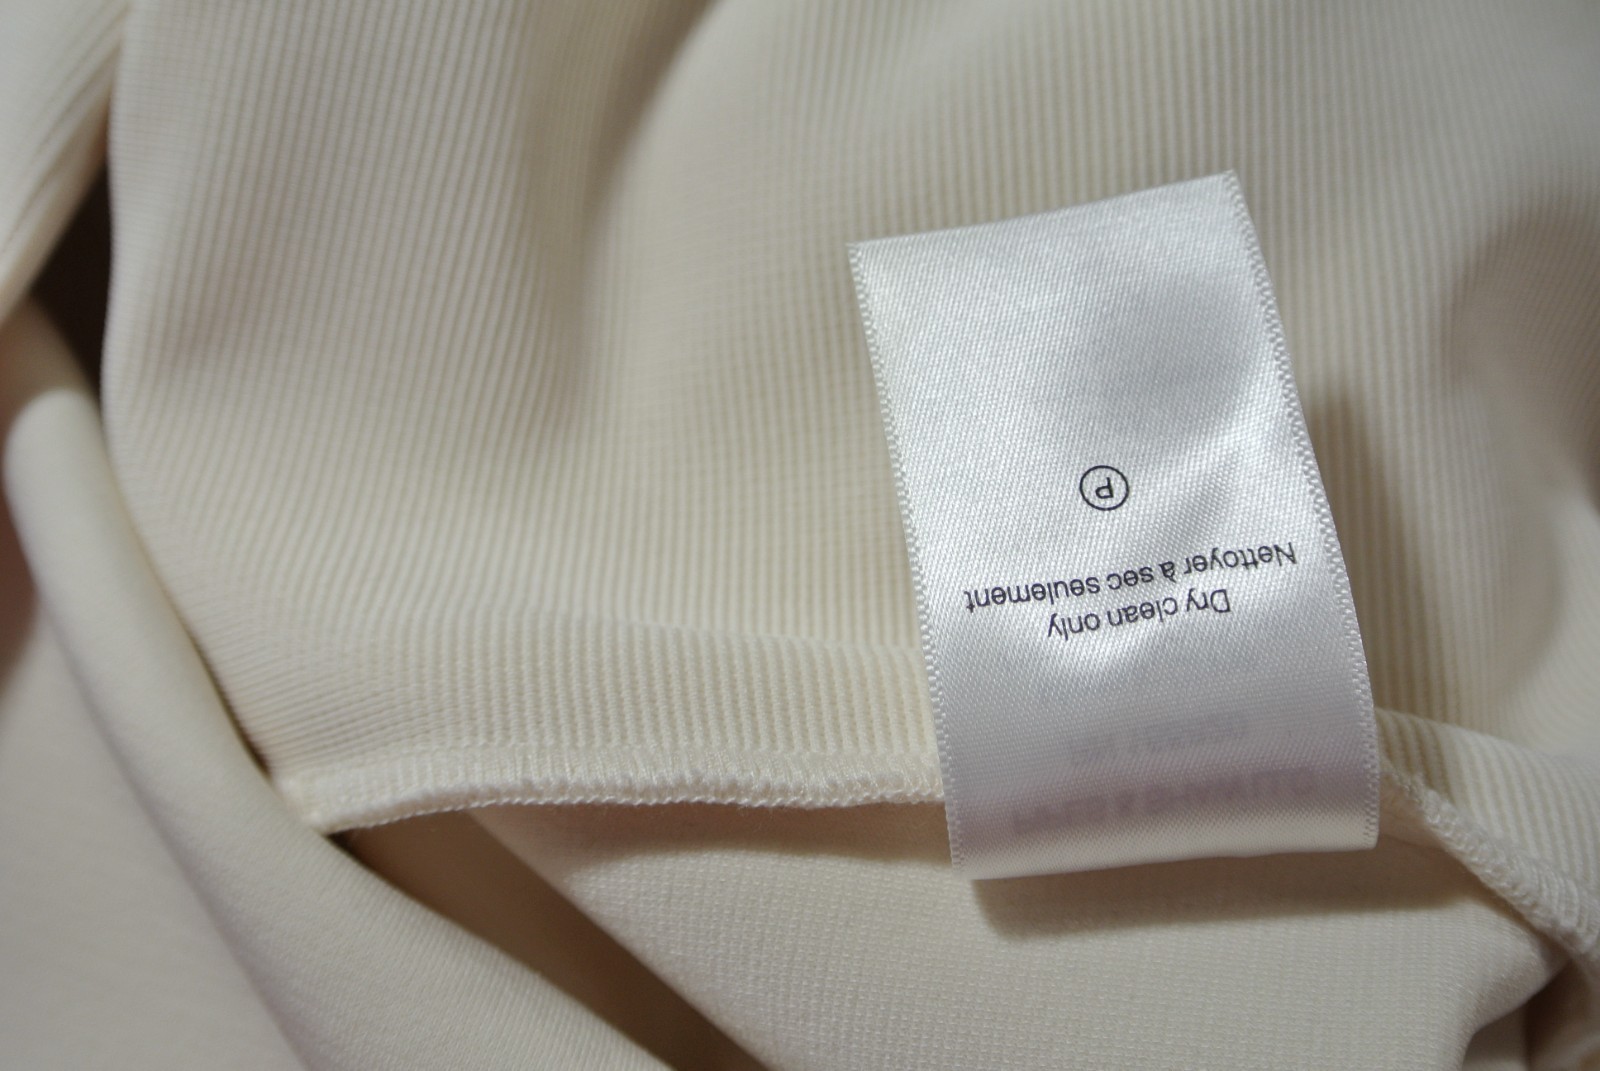 Dry clean only
Nettoyer à sec seulement
P